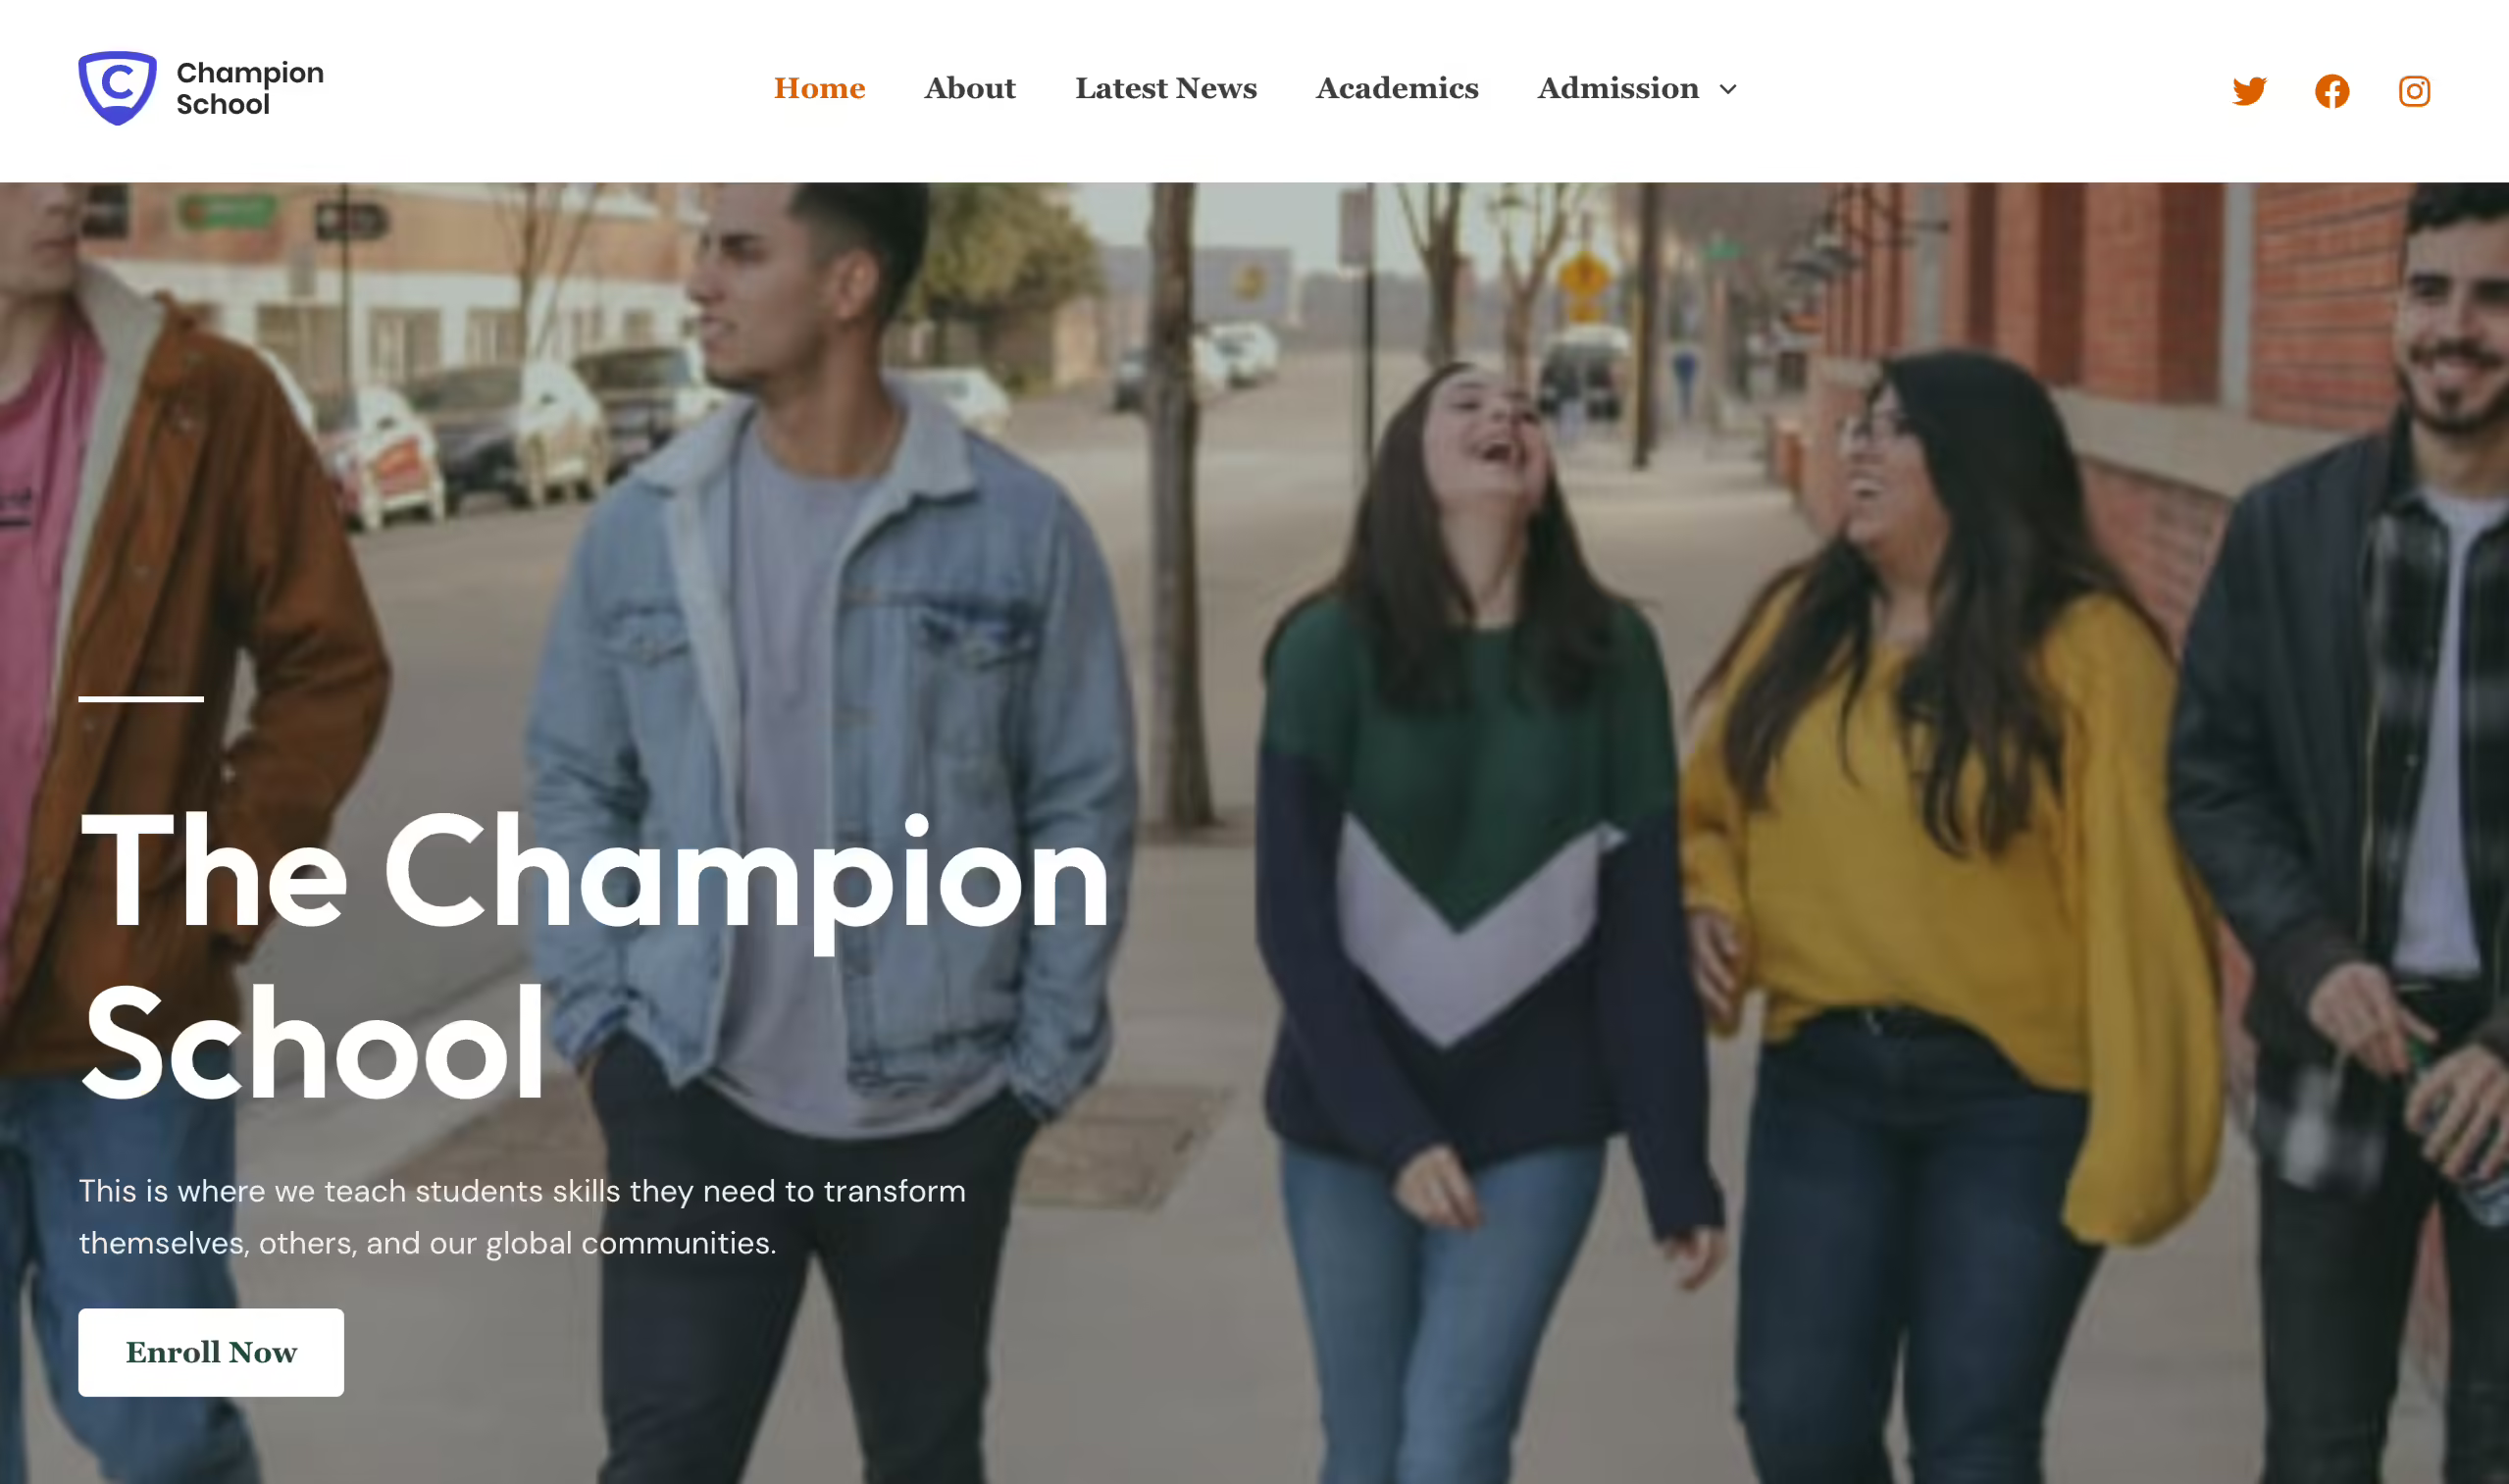 Champion
School
Home About Latest News Academics Admission
The Champion
School
This is where we teach students skills they need to transform
themselves, others, and our global communities.
Enroll Now